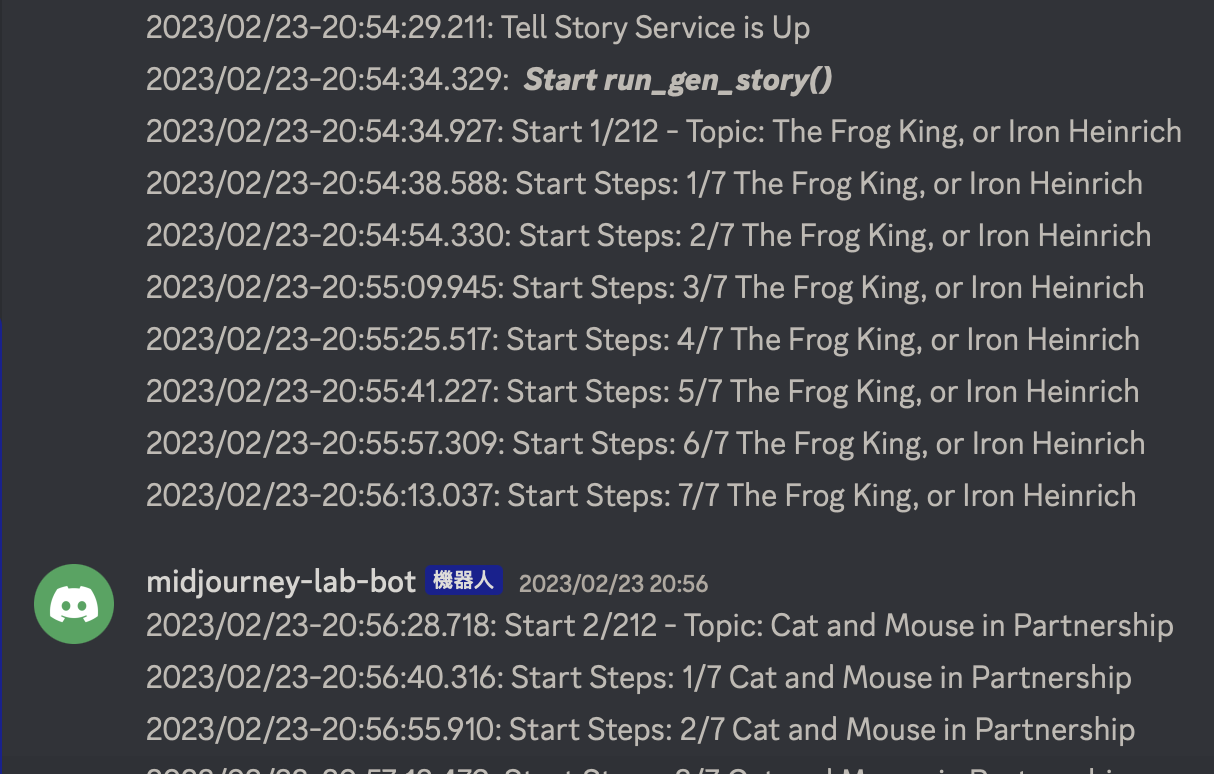 2023/02/23-20:54:29.211: Tell Story Service is Up
2023/02/23-20:54:34.329: Start run_gen_story()
2023/02/23-20:54:34.927: Start 1/212 - Topic: The Frog King, or Iron Heinrich
2023/02/23-20:54:38.588: Start Steps: 1/7 The Frog King, or Iron Heinrich
2023/02/23-20:54:54.330: Start Steps: 2/7 The Frog King, or Iron Heinrich
2023/02/23-20:55:09.945: Start Steps: 3/7 The Frog King, or Iron Heinrich
2023/02/23-20:55:25.517: Start Steps: 4/7 The Frog King, or Iron Heinrich
2023/02/23-20:55:41.227: Start Steps: 5/7 The Frog King, or Iron Heinrich
2023/02/23-20:55:57.309: Start Steps: 6/7 The Frog King, or Iron Heinrich
2023/02/23-20:56:13.037: Start Steps: 7/7 The Frog King, or Iron Heinrich
midjourney-lab-bot 機器人 2023/02/23 20:56
2023/02/23-20:56:28.718: Start 2/212 - Topic: Cat and Mouse in Partnership
2023/02/23-20:56:40.316: Start Steps: 1/7 Cat and Mouse in Partnership
2023/02/23-20:56:55.910: Start Steps: 2/7 Cat and Mouse in Partnership